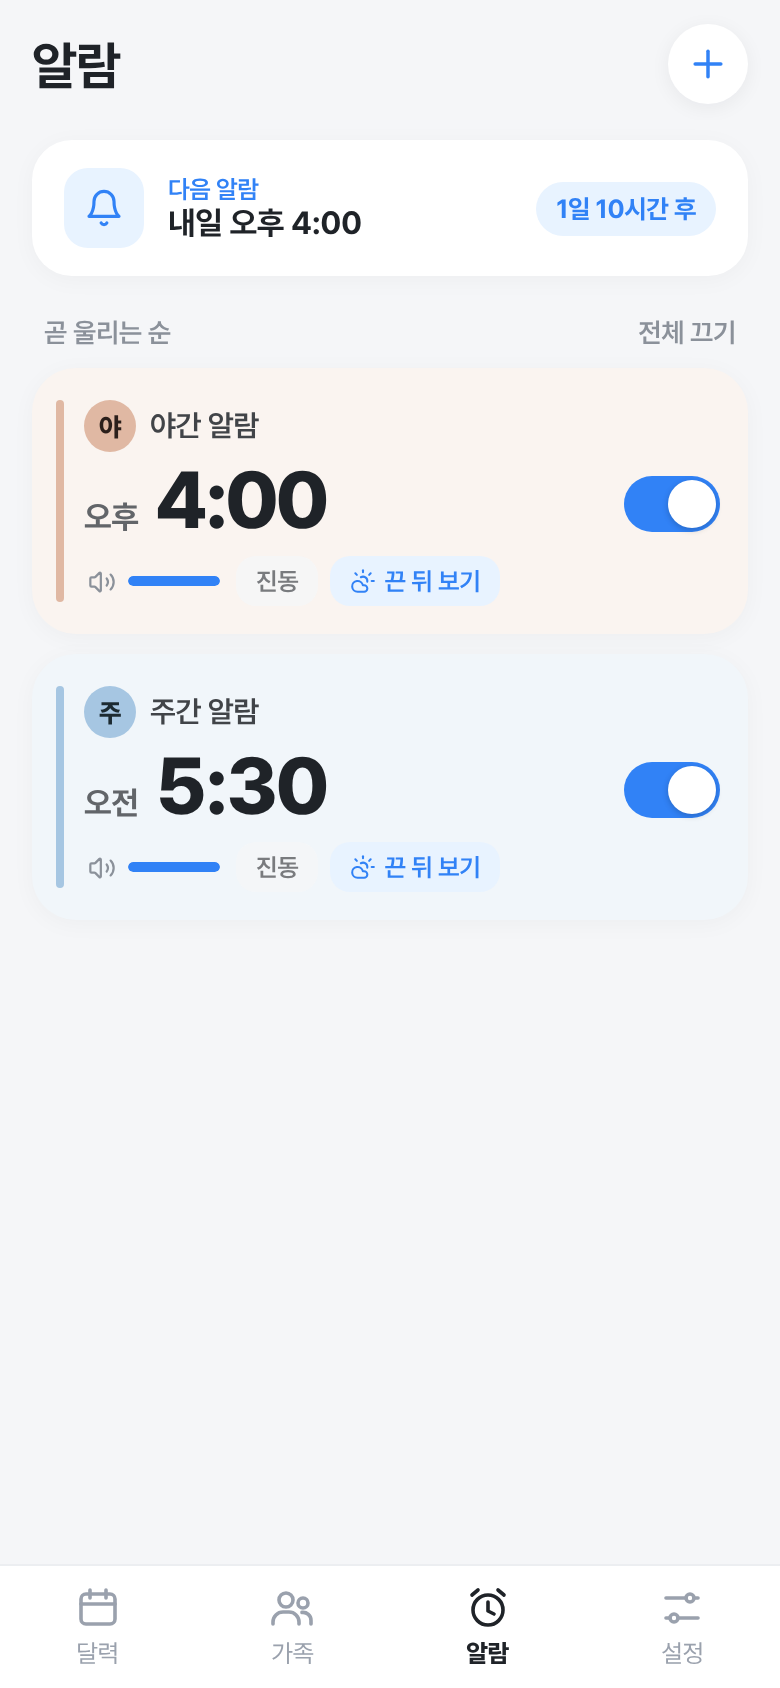 알람
다음 알람
내일 오후 4:00
1일 10시간 후
곧 울리는 순
전체 끄기
야 야간 알람
오후 4:00
진동 끈 뒤 보기
주 주간 알람
오전 5:30
진동 끈 뒤 보기
달력 가족 알람 설정